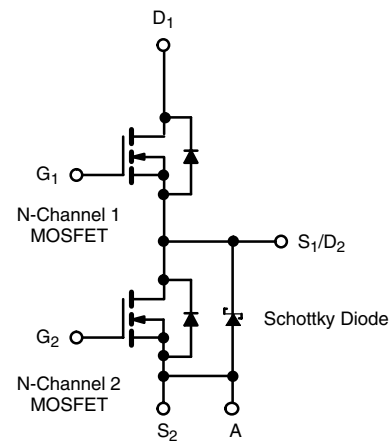 D1
G1
N-Channel 1
MOSFET
S1/D2
Schottky Diode
G2
N-Channel 2
MOSFET
S2
A